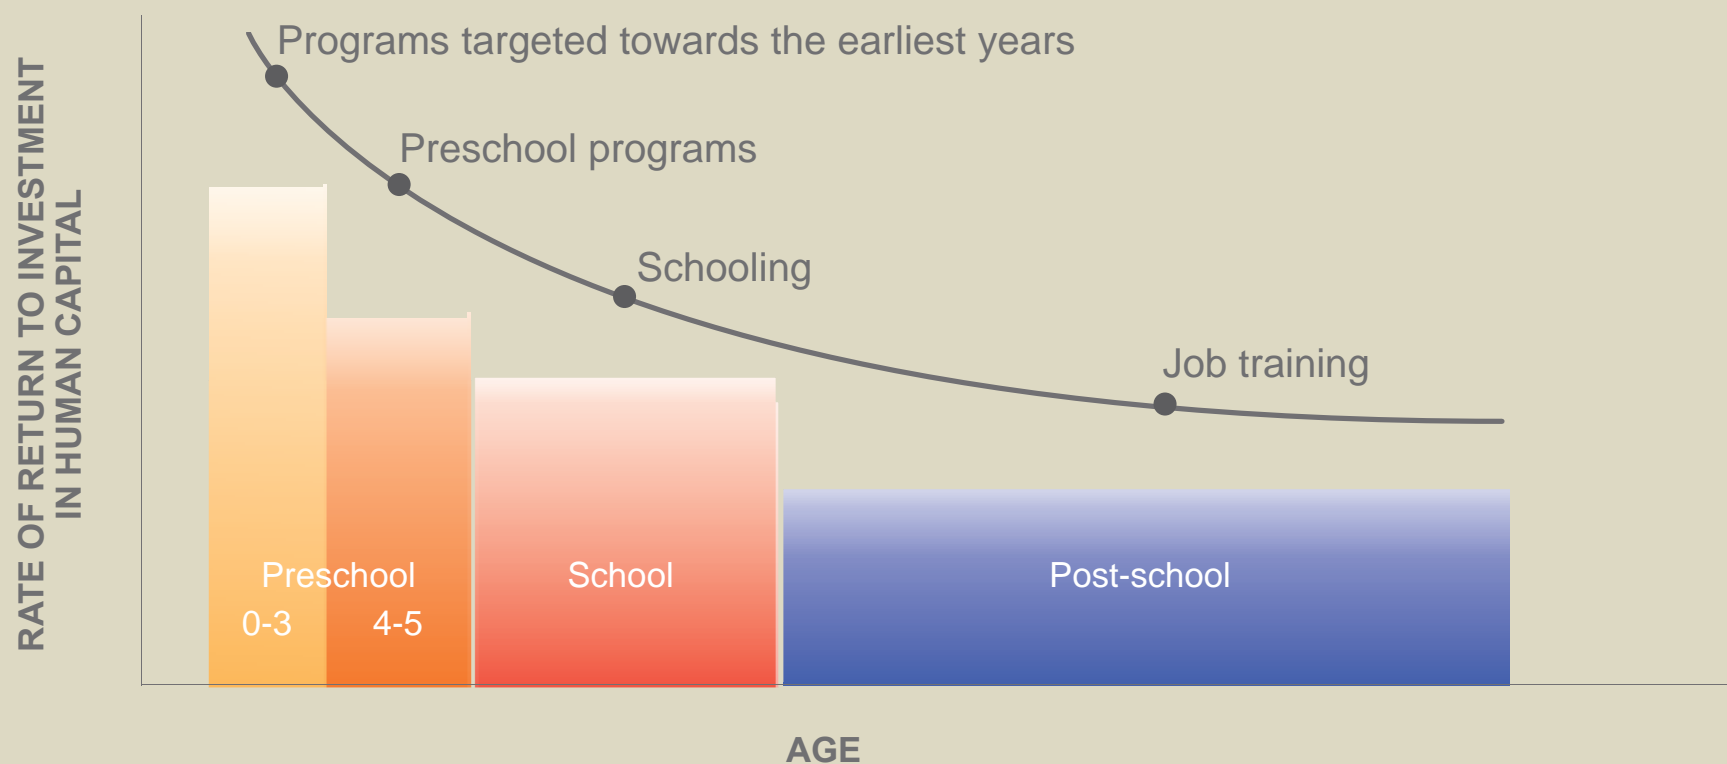 RATE OF RETURN TO INVESTMENT
IN HUMAN CAPITAL
Programs targeted towards the earliest years
Preschool programs
Schooling
Job training
Preschool
0-3
4-5
School
Post-school
AGE